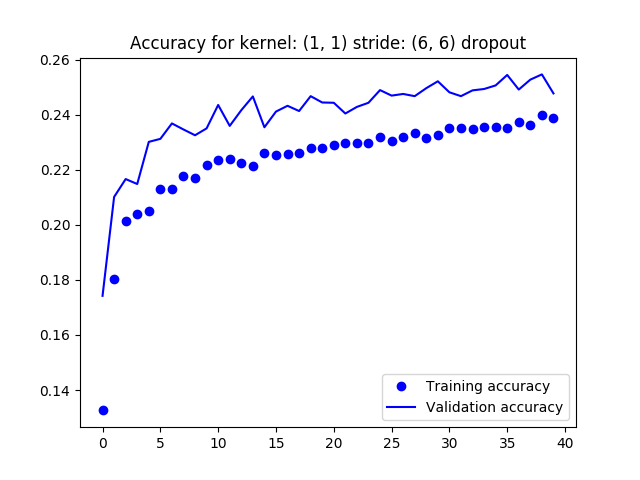 Accuracy for kernel: (1, 1) stride: (6, 6) dropout
0.26
0.24
0.22
0.20
0.18
0.16
0.14
Training accuracy
Validation accuracy
0 5 10 15 20 25 30 35 40